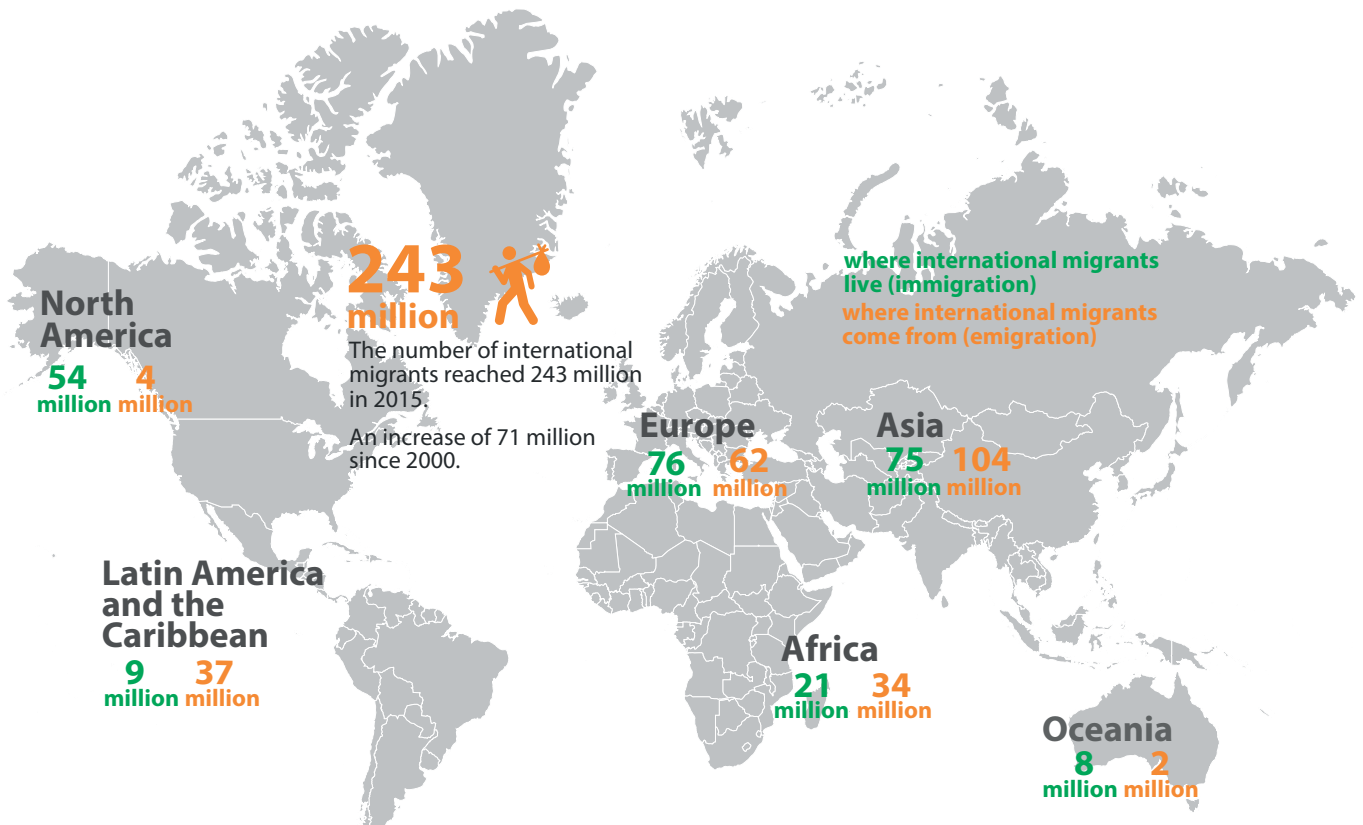 243
million
The number of international
migrants reached 243 million
in 2015.
An increase of 71 million
since 2000.
where international migrants
live (immigration)
where international migrants
come from (emigration)
North
America
54 4
million million
Europe
76 62
million million
Asia
75 104
million million
Latin America
and the
Caribbean
9 37
million million
Africa
21 34
million million
Oceania
8 2
million million